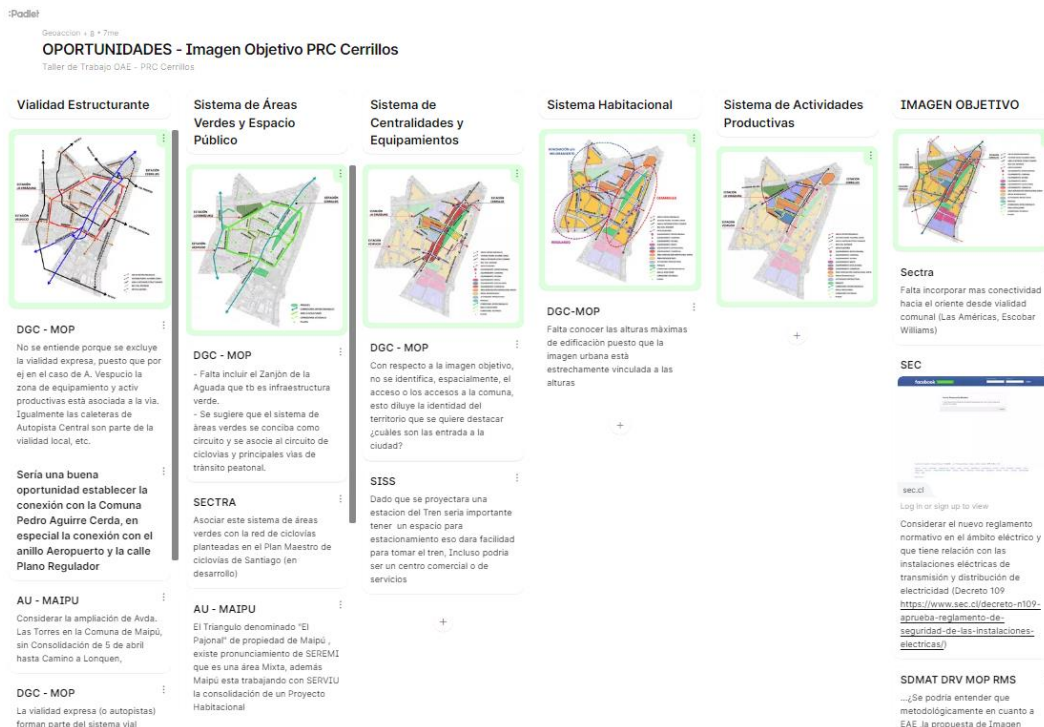 :Padlet
Geoaccion + 8 • 7me
OPORTUNIDADES - Imagen Objetivo PRC Cerrillos
Taller de Trabajo OAE - PRC Cerrillos
Vialidad Estructurante
DGC - MOP
No se entiende porque se excluye
la vialidad expresa, puesto que por
ej en el caso de A. Vespucio la
zona de equipamiento y activ
productivas está asociada a la via.
Igualmente las caleteras de
Autopista Central son parte de la
vialidad local, etc.
Sería una buena
oportunidad establecer la
conexión con la Comuna
Pedro Aguirre Cerda, en
especial la conexión con el
anillo Aeropuerto y la calle
Plano Regulador
AU - MAIPU
Considerar la ampliación de Avda.
Las Torres en la Comuna de Maipú,
sin Consolidación de 5 de abril
hasta Camino a Lonquen,
DGC - MOP
La vialidad expresa (o autopistas)
forman parte del sistema vial
Sistema de Áreas
Verdes y Espacio
Público
DGC - MOP
- Falta incluir el Zanjón de la
Aguada que tb es infraestructura
verde.
- Se sugiere que el sistema de
áreas verdes se conciba como
circuito y se asocie al circuito de
ciclovias y principales vias de
trànsito peatonal.
SECTRA
Asociar este sistema de áreas
verdes con la red de ciclovías
planteadas en el Plan Maestro de
ciclovías de Santiago (en
desarrollo)
AU - MAIPU
El Triangulo denominado "El
Pajonal" de propiedad de Maipú ,
existe pronunciamiento de SEREMI
que es una área Mixta, además
Maipú esta trabajando con SERVIU
la consolidación de un Proyecto
Habitacional
Sistema de
Centralidades y
Equipamientos
DGC - MOP
Con respecto a la imagen objetivo,
no se identifica, espacialmente, el
acceso o los accesos a la comuna,
esto diluye la identidad del
territorio que se quiere destacar
¿cuáles son las entrada a la
ciudad?
SISS
Dado que se proyectara una
estacion del Tren seria importante
tener un espacio para
estacionamiento eso dara facilidad
para tomar el tren, Incluso podria
ser un centro comercial o de
servicios
Sistema Habitacional
DGC-MOP
Falta conocer las alturas máximas
de edificación puesto que la
imagen urbana está
estrechamente vinculada a las
alturas
Sistema de Actividades
Productivas
IMAGEN OBJETIVO
Sectra
Falta incorporar mas conectividad
hacia el oriente desde vialidad
comunal (Las Américas, Escobar
Williams)
SEC
facebook
sec.cl
Log in or sign up to view
Considerar el nuevo reglamento
normativo en el ámbito eléctrico y
que tiene relación con las
instalaciones eléctricas de
transmisión y distribución de
electricidad (Decreto 109
https://www.sec.cl/decreto-n109-
aprueba-reglamento-de-
seguridad-de-las-instalaciones-
electricas/)
SDMAT DRV MOP RMS
...¿Se podría entender que
metodológicamente en cuanto a
EAE ,la propuesta de Imagen